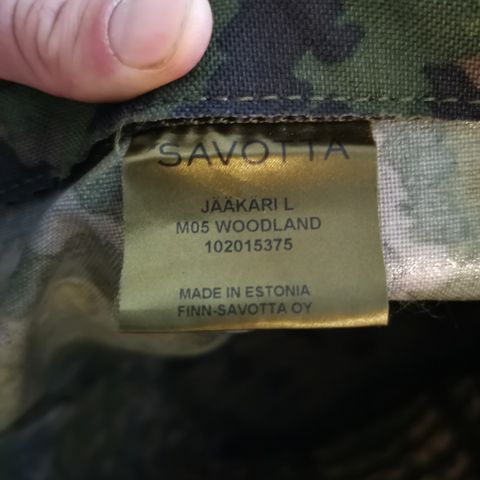 SAVOTTA
JÄÄKÄRI L
M05 WOODLAND
102015375
MADE IN ESTONIA
FINN-SAVOTTA OY